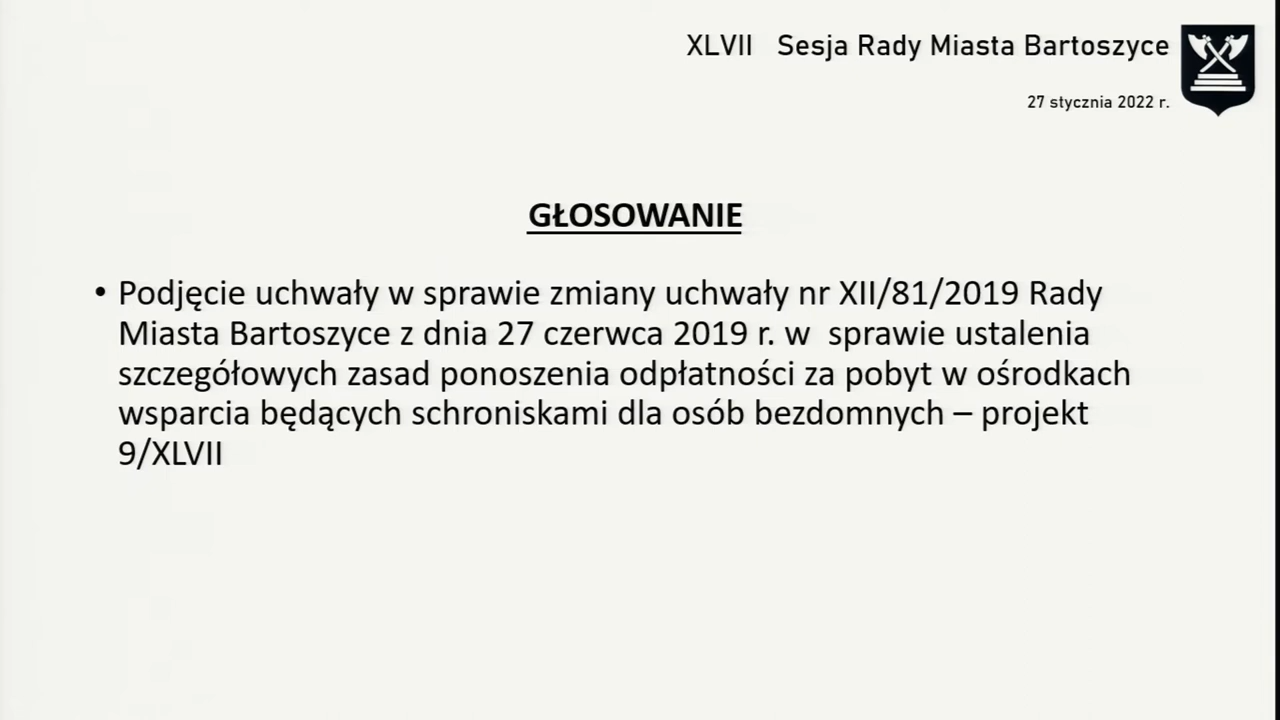 XLVII Sesja Rady Miasta Bartoszyce
27 stycznia 2022 r.
GŁOSOWANIE
• Podjęcie uchwały w sprawie zmiany uchwały nr XII/81/2019 Rady
Miasta Bartoszyce z dnia 27 czerwca 2019 r. w sprawie ustalenia
szczegółowych zasad ponoszenia odpłatności za pobyt w ośrodkach
wsparcia będących schroniskami dla osób bezdomnych – projekt
9/XLVII